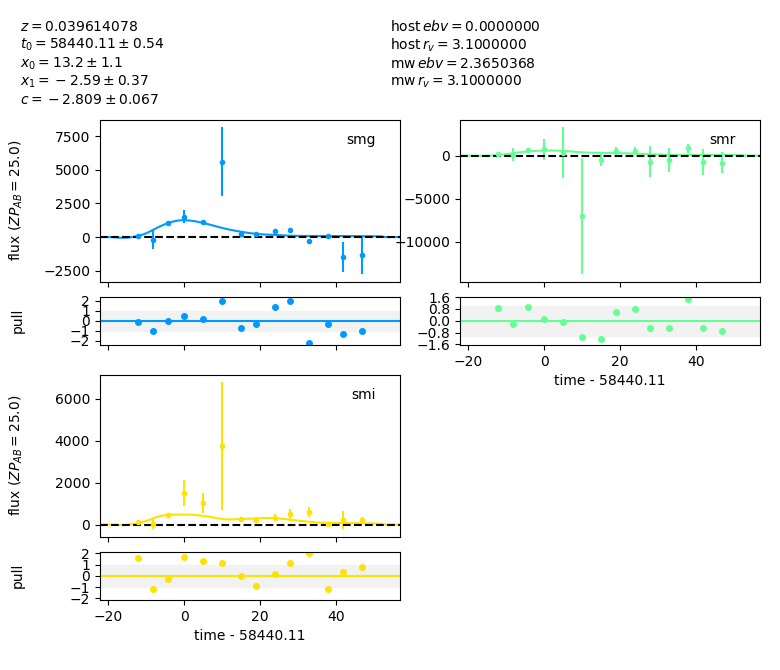 z = 0.039614078
t₀ = 58440.11 ± 0.54
x₀ = 13.2 ± 1.1
x₁ = −2.59 ± 0.37
c = −2.809 ± 0.067
host ebv = 0.0000000
host r_v = 3.1000000
mw ebv = 2.3650368
mw r_v = 3.1000000
smg
flux (ZP_AB = 25.0)
7500
5000
2500
0
−2500
smr
0
−5000
−10000
pull
2
1
0
−1
−2
1.6
0.8
0.0
−0.8
−1.6
−20
0
20
40
time - 58440.11
smi
flux (ZP_AB = 25.0)
6000
4000
2000
0
pull
2
1
0
−1
−2
−20
0
20
40
time - 58440.11